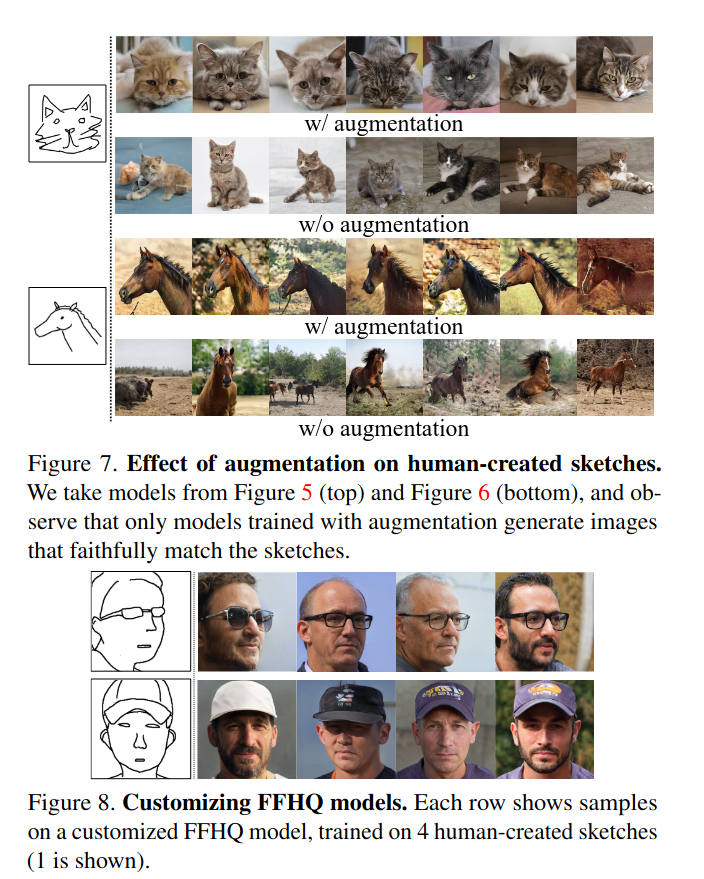 w/ augmentation
w/o augmentation
w/ augmentation
w/o augmentation
Figure 7. Effect of augmentation on human-created sketches.
We take models from Figure 5 (top) and Figure 6 (bottom), and ob-
serve that only models trained with augmentation generate images
that faithfully match the sketches.
Figure 8. Customizing FFHQ models. Each row shows samples
on a customized FFHQ model, trained on 4 human-created sketches
(1 is shown).